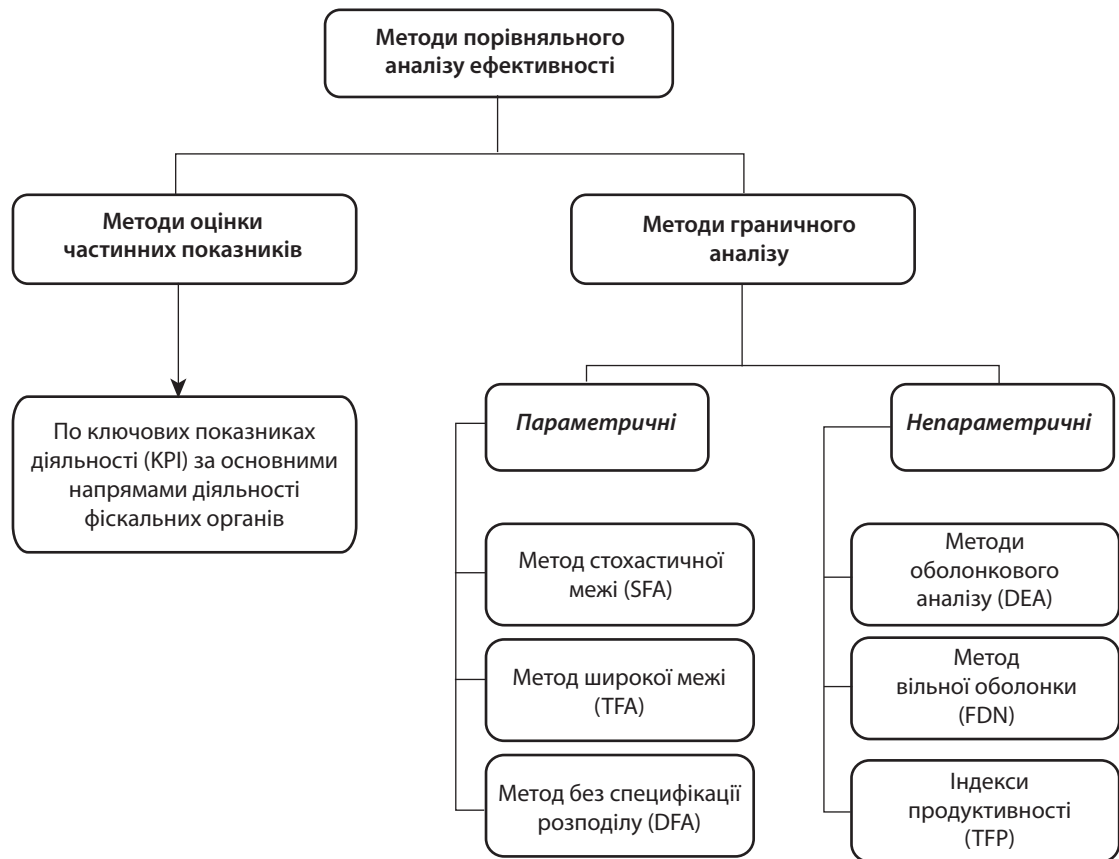 Методи порівняльного
аналізу ефективності
Методи оцінки
частинних показників
Методи граничного
аналізу
По ключових показниках
діяльності (KPI) за основними
напрямами діяльності
фіскальних органів
Параметричні
Непараметричні
Метод стохастичної
межі (SFA)
Метод широкої межі
(TFA)
Метод без специфікації
розподілу (DFA)
Методи
оболонкового
аналізу (DEA)
Метод
вільної оболонки
(FDN)
Індекси
продуктивності
(TFP)